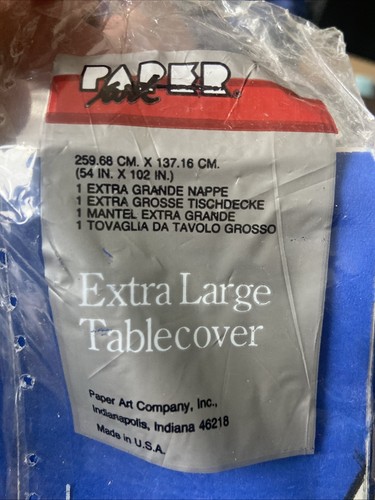 PAPER
art
259.68 CM. X 137.16 CM.
(54 IN. X 102 IN.)
1 EXTRA GRANDE NAPPE
1 EXTRA GROSSE TISCHDECKE
1 MANTEL EXTRA GRANDE
1 TOVAGLIA DA TAVOLO GROSSO
Extra Large
Tablecover
Paper Art Company, Inc.,
Indianapolis, Indiana 46218
Made in U.S.A.